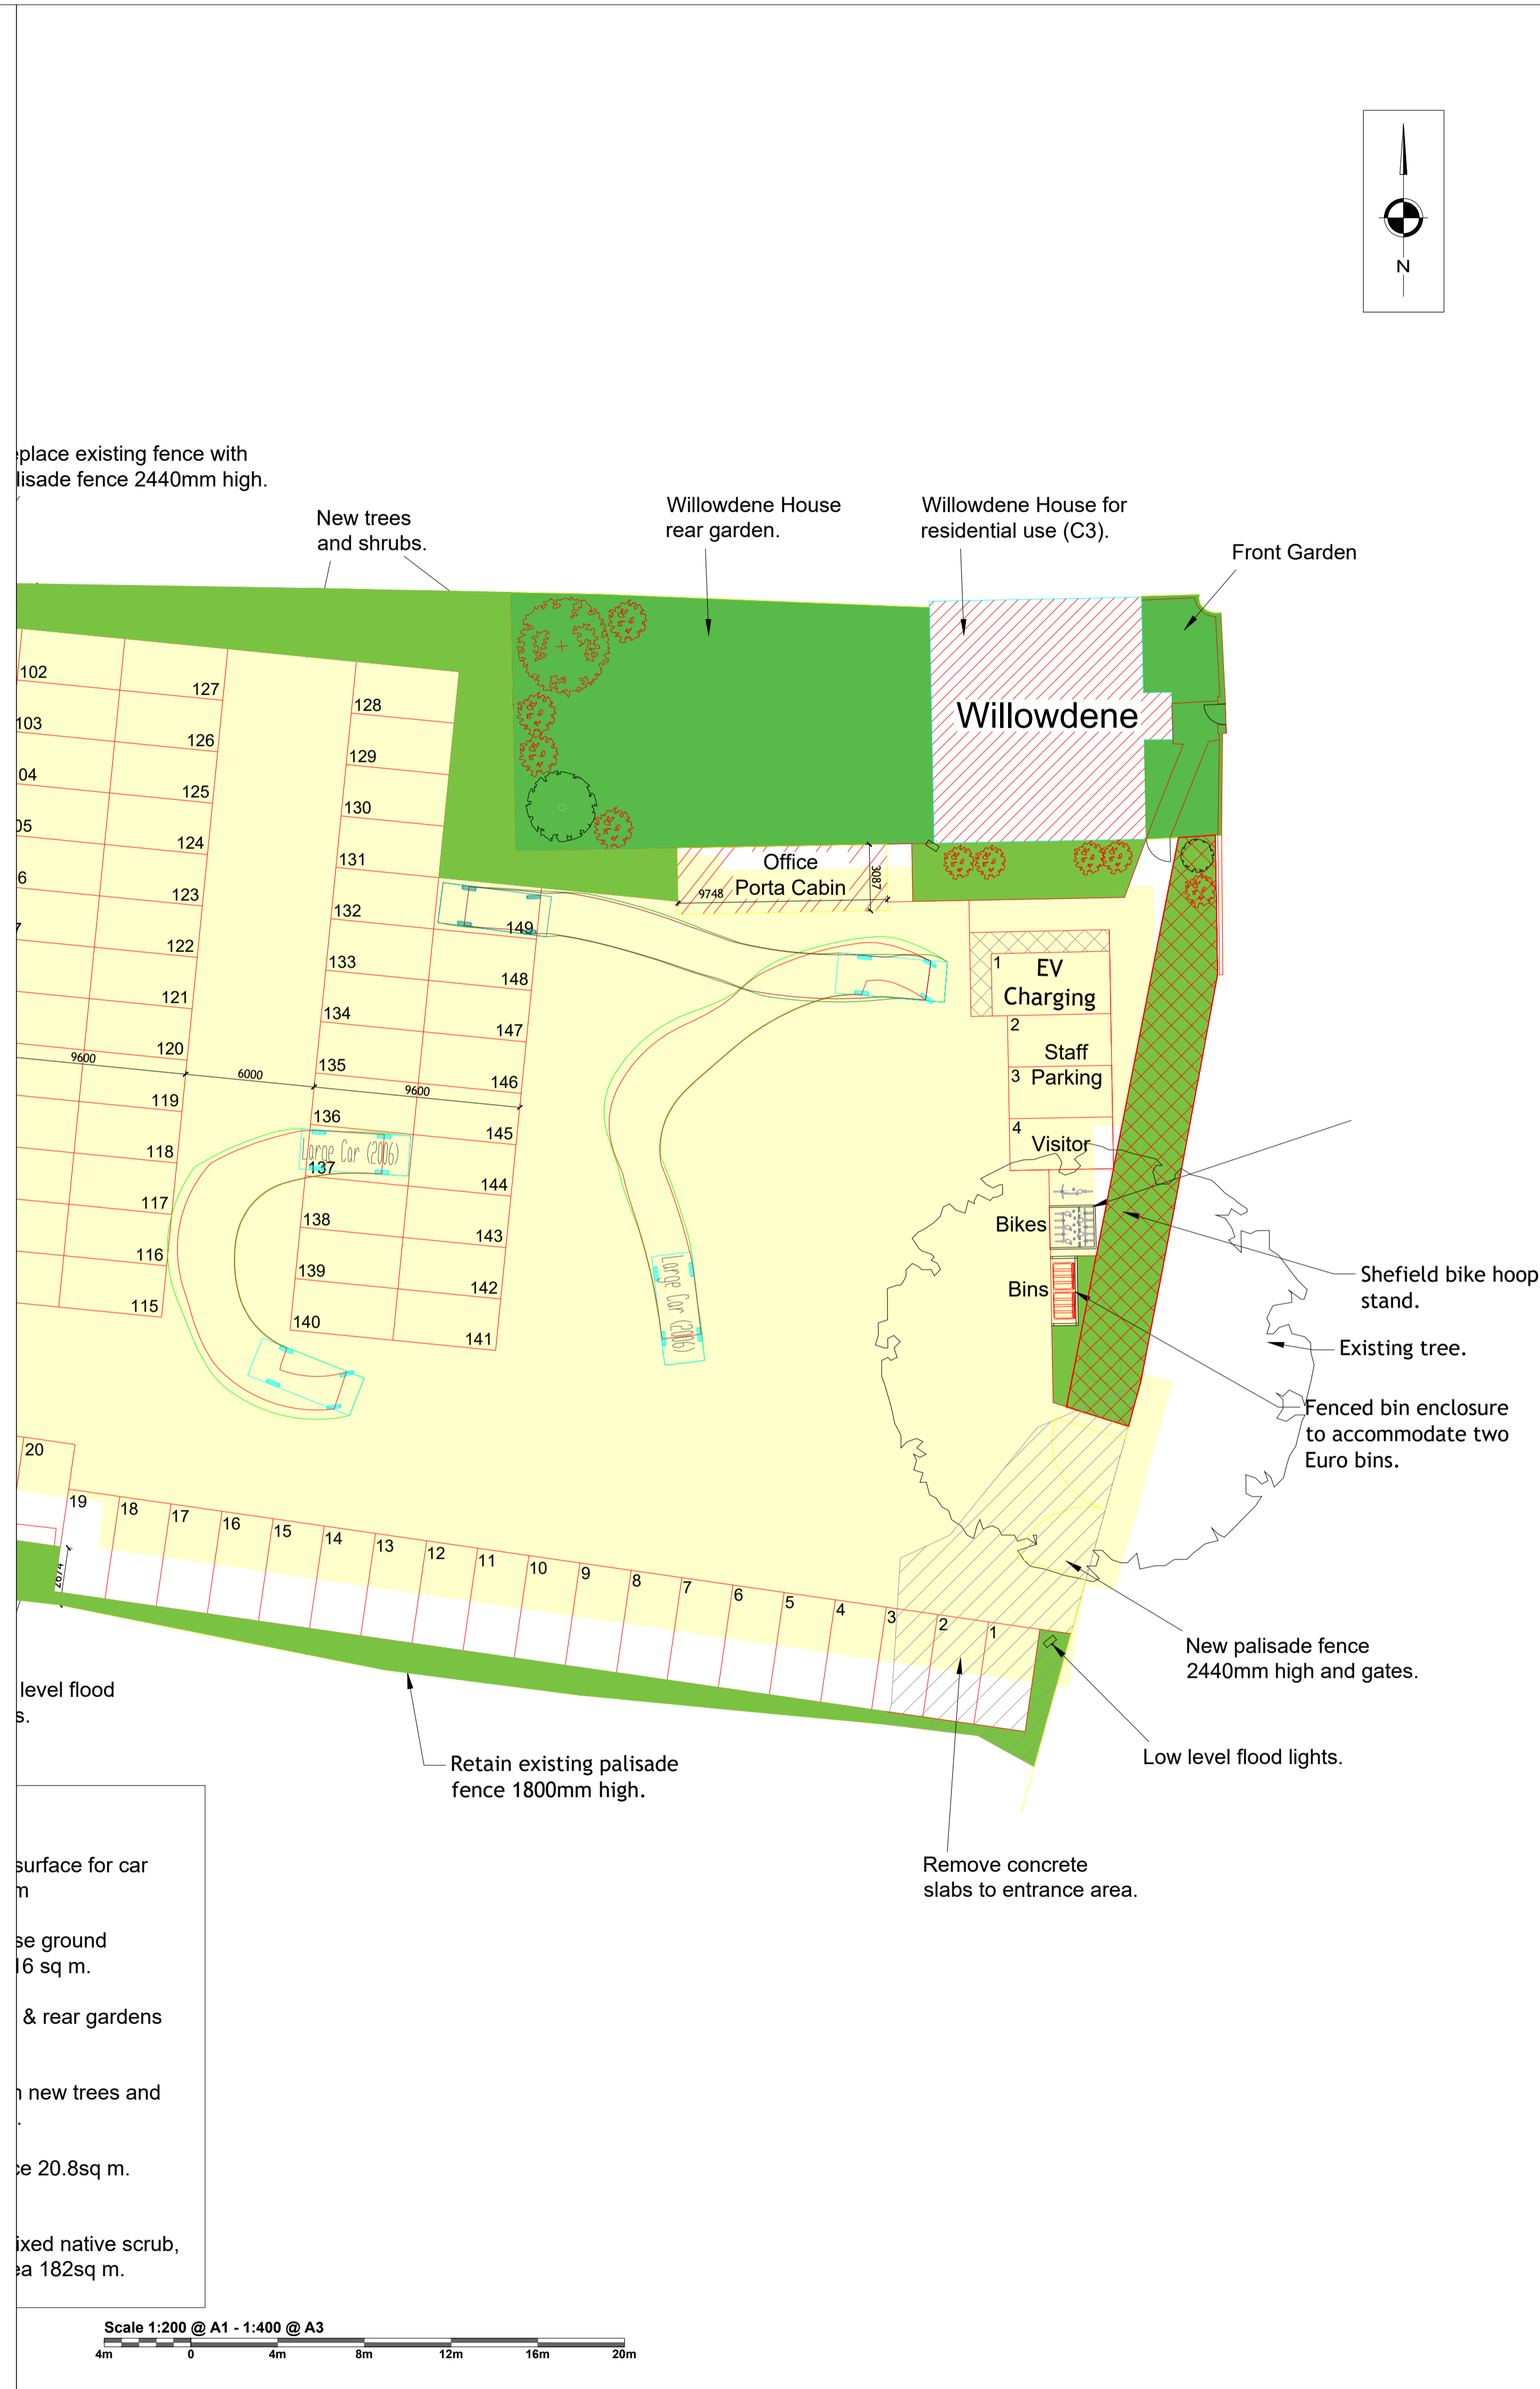 N
place existing fence with
lisade fence 2440mm high.
New trees
and shrubs.
Willowdene House
rear garden.
Willowdene House for
residential use (C3).
Front Garden
Willowdene
Office
Porta Cabin
9748
3087
102
103
04
05
6
7
127
126
125
124
123
122
121
120
119
118
117
116
115
128
129
130
131
132
133
134
135
136
137
138
139
140
149
148
147
146
145
144
143
142
141
9600
6000
9600
Large Car (2006)
Large Car (2006)
1
EV
Charging
2
Staff
3
Parking
4
Visitor
Bikes
Bins
Shefield bike hoop
stand.
Existing tree.
Fenced bin enclosure
to accommodate two
Euro bins.
20
19
18
17
16
15
14
13
12
11
10
9
8
7
6
5
4
3
2
1
2674
New palisade fence
2440mm high and gates.
Low level flood lights.
level flood
s.
Retain existing palisade
fence 1800mm high.
Remove concrete
slabs to entrance area.
surface for car
m
se ground
16 sq m.
& rear gardens
n new trees and
.
ce 20.8sq m.
ixed native scrub,
ea 182sq m.
Scale 1:200 @ A1 - 1:400 @ A3
4m 0 4m 8m 12m 16m 20m